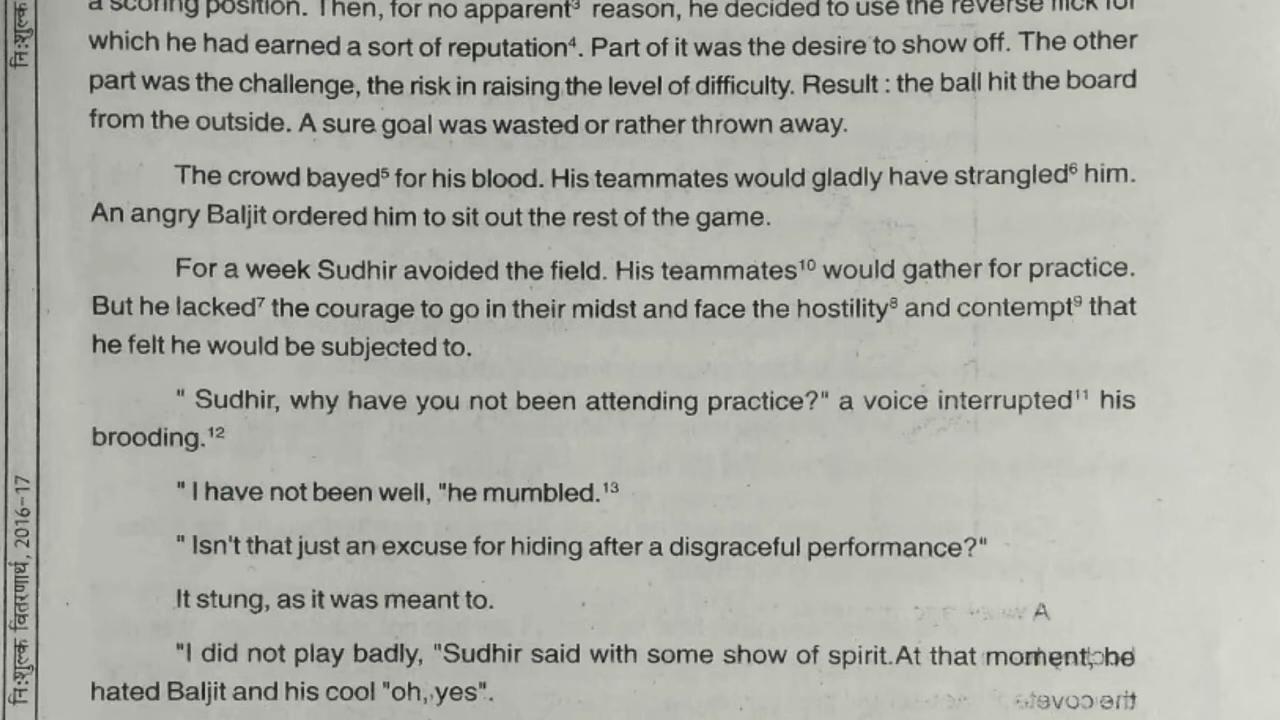 a scoring position. Then, for no apparent³ reason, he decided to use the reverse flick for
which he had earned a sort of reputation⁴. Part of it was the desire to show off. The other
part was the challenge, the risk in raising the level of difficulty. Result : the ball hit the board
from the outside. A sure goal was wasted or rather thrown away.
The crowd bayed⁵ for his blood. His teammates would gladly have strangled⁶ him.
An angry Baljit ordered him to sit out the rest of the game.
For a week Sudhir avoided the field. His teammates¹⁰ would gather for practice.
But he lacked⁷ the courage to go in their midst and face the hostility⁸ and contempt⁹ that
he felt he would be subjected to.
" Sudhir, why have you not been attending practice?" a voice interrupted¹¹ his
brooding.¹²
" I have not been well, "he mumbled.¹³
" Isn't that just an excuse for hiding after a disgraceful performance?"
It stung, as it was meant to.
"I did not play badly, "Sudhir said with some show of spirit.At that moment, he
hated Baljit and his cool "oh, yes".
नि:शुल्क
नि:शुल्क वितरणार्थ, 2016-17